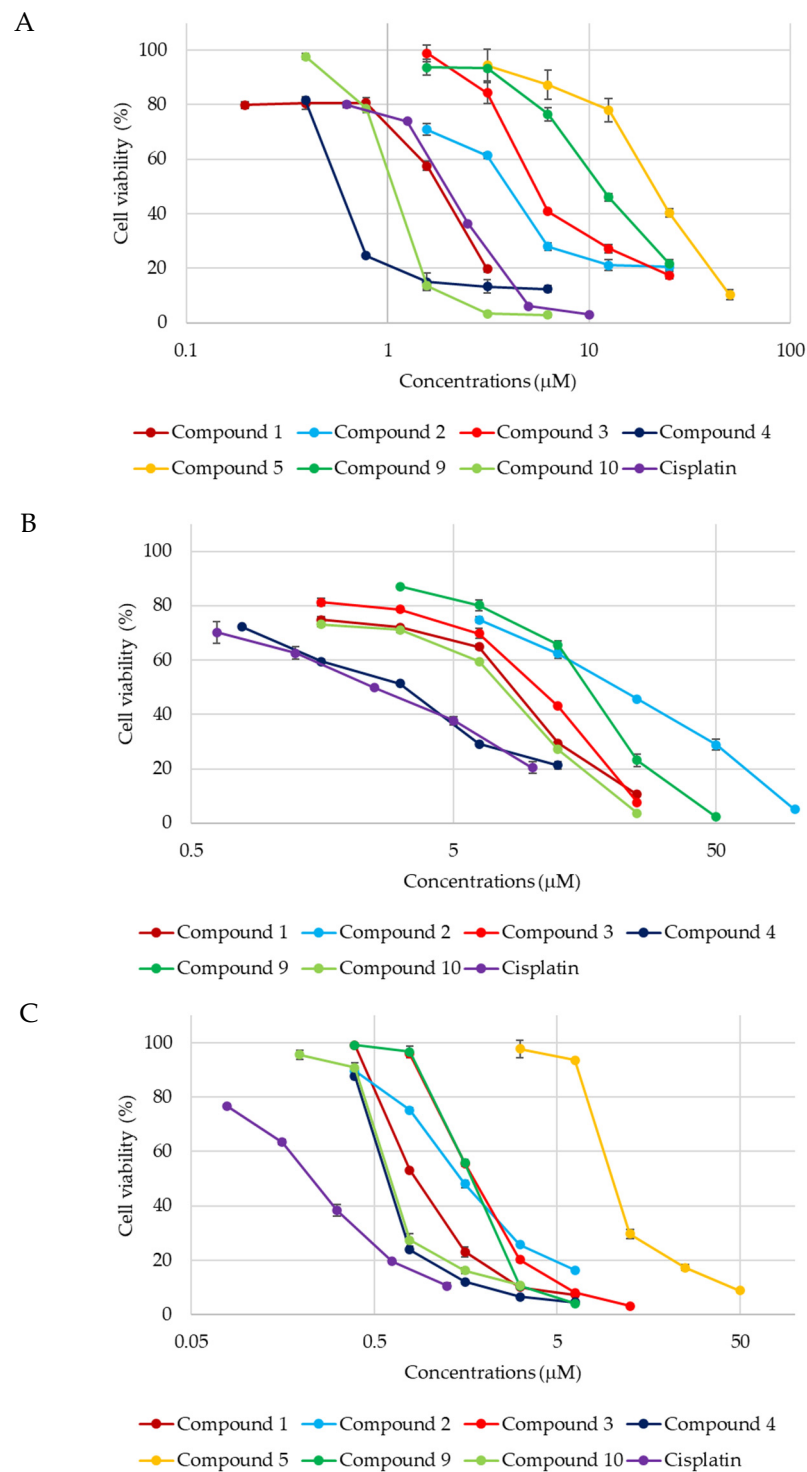 A
Cell viability (%)
100
80
60
40
20
0
0.1 1 10 100
Concentrations (µM)
Compound 1 Compound 2 Compound 3 Compound 4
Compound 5 Compound 9 Compound 10 Cisplatin
B
Cell viability (%)
100
80
60
40
20
0
0.5 5 50
Concentrations (µM)
Compound 1 Compound 2 Compound 3 Compound 4
Compound 9 Compound 10 Cisplatin
C
Cell viability (%)
100
80
60
40
20
0
0.05 0.5 5 50
Concentrations (µM)
Compound 1 Compound 2 Compound 3 Compound 4
Compound 5 Compound 9 Compound 10 Cisplatin